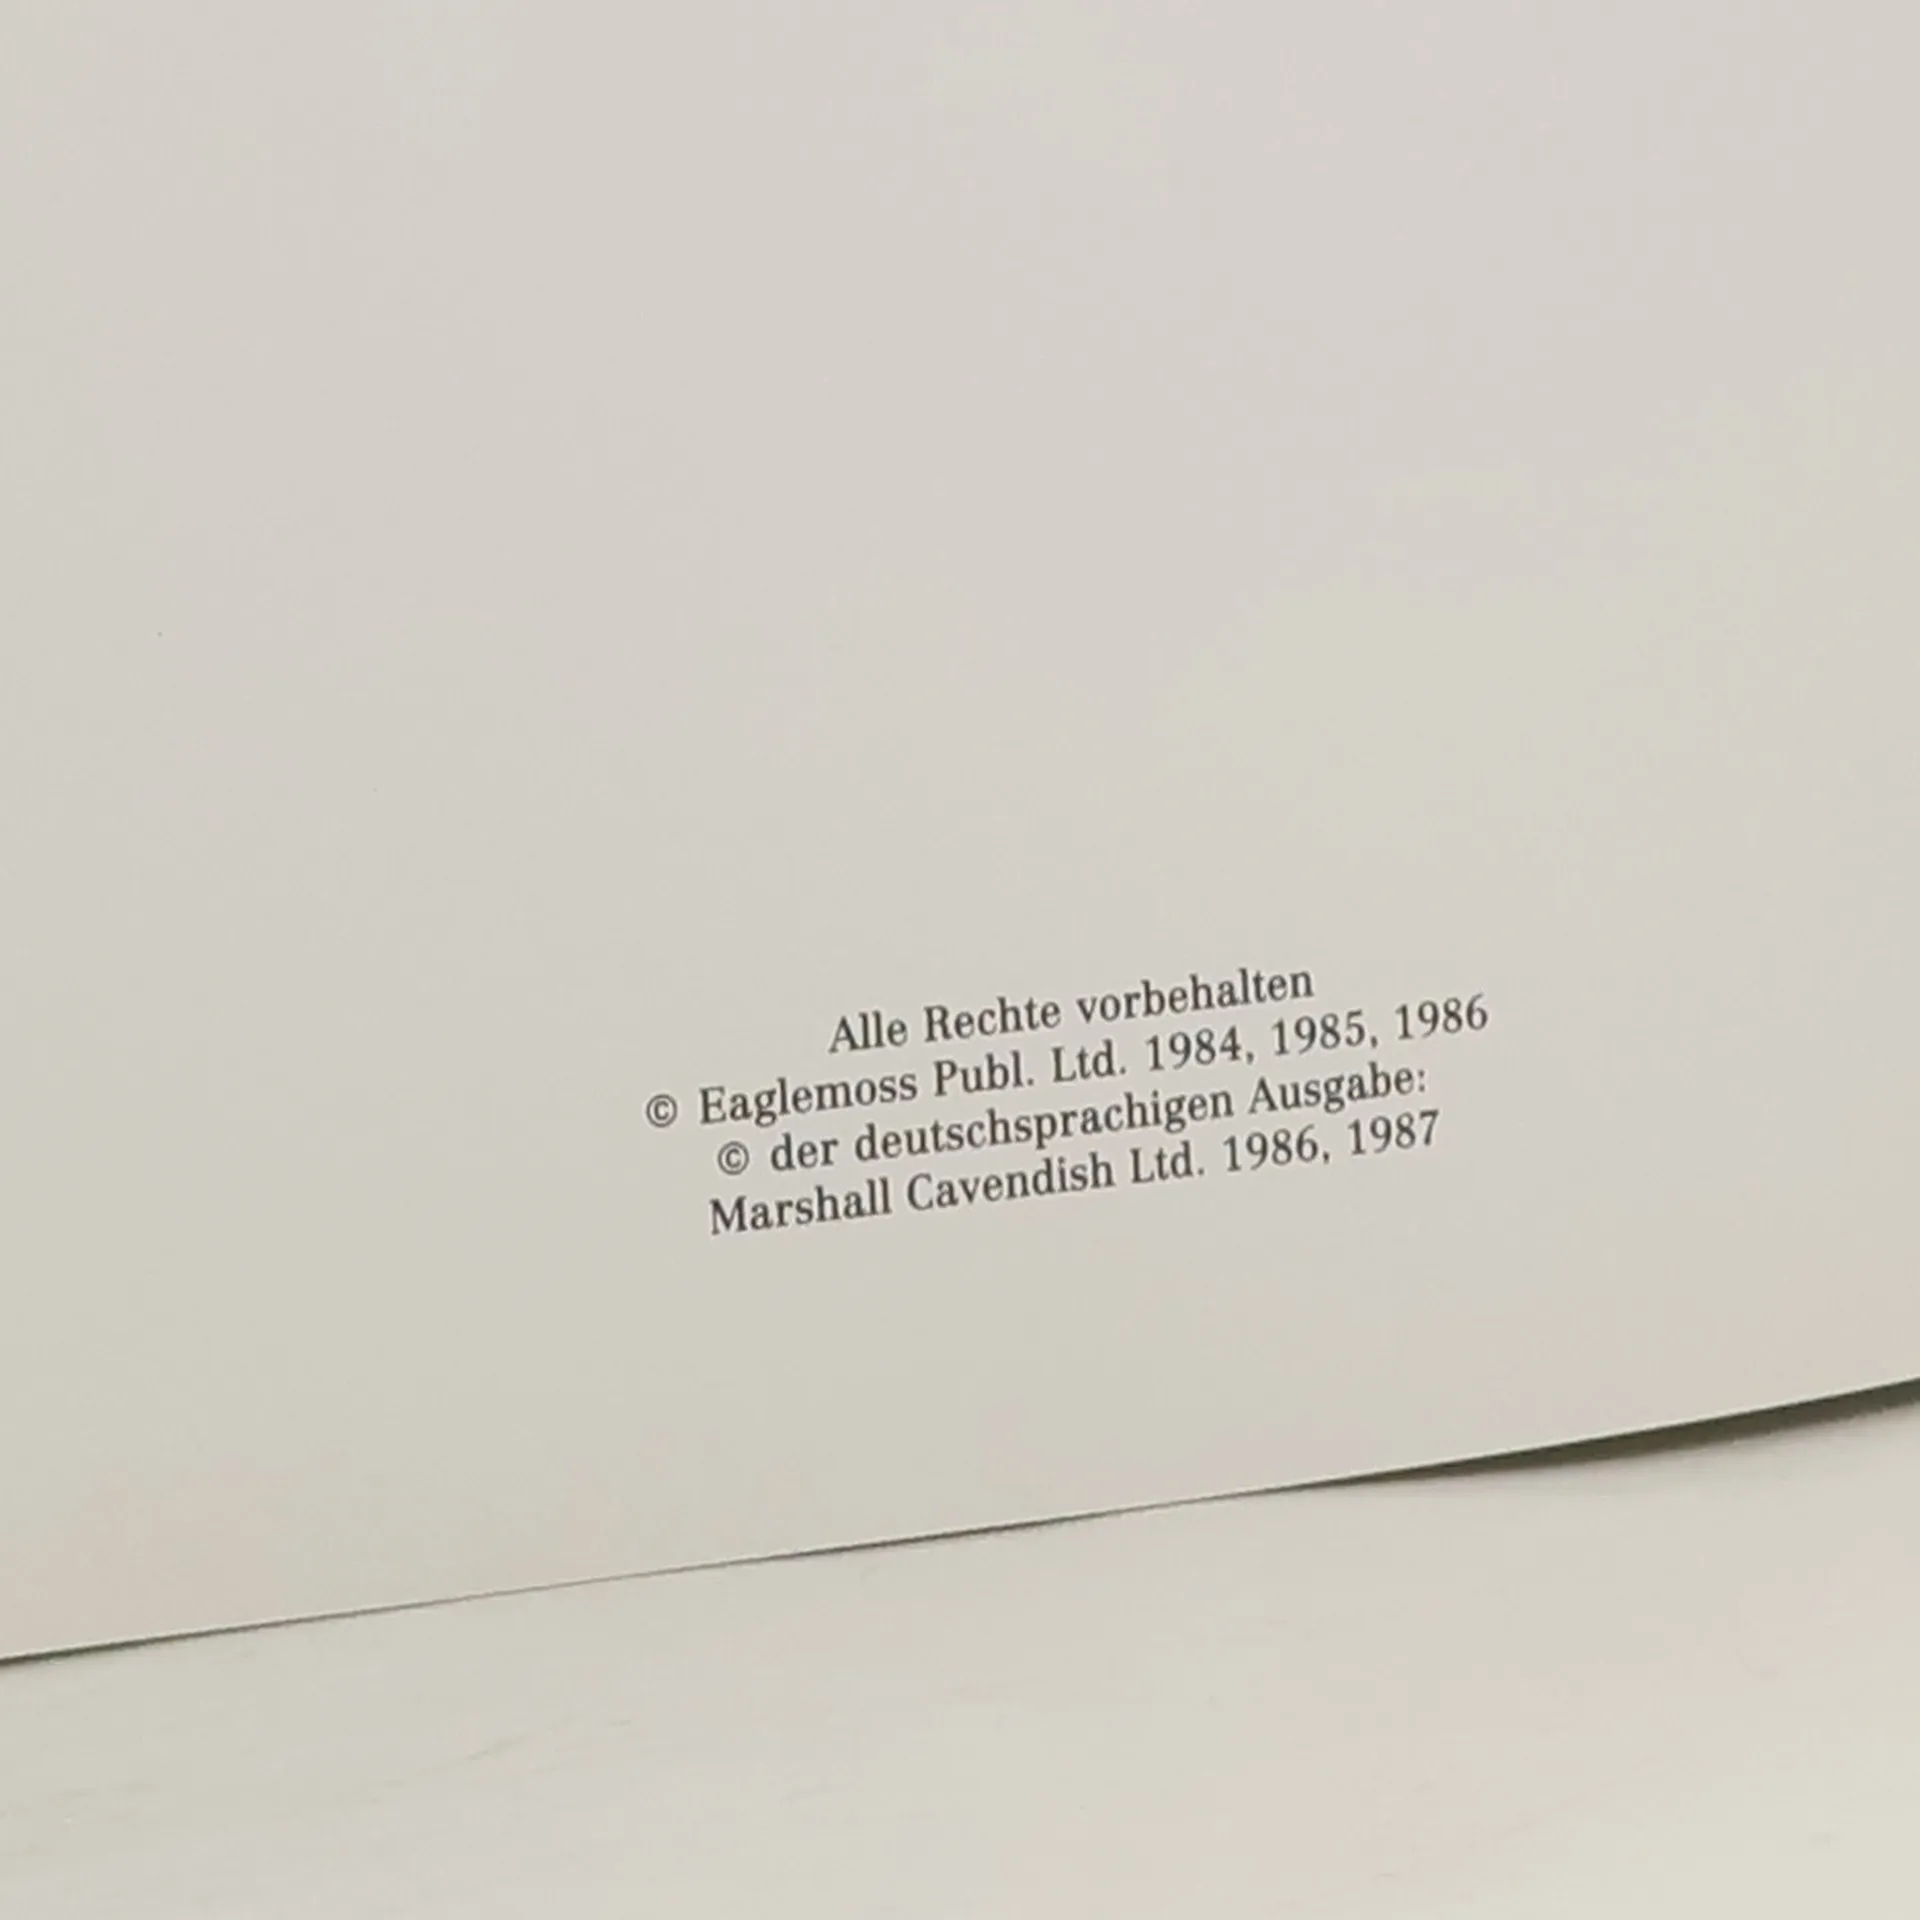 Alle Rechte vorbehalten
© Eaglemoss Publ. Ltd. 1984, 1985, 1986
© der deutschsprachigen Ausgabe:
Marshall Cavendish Ltd. 1986, 1987